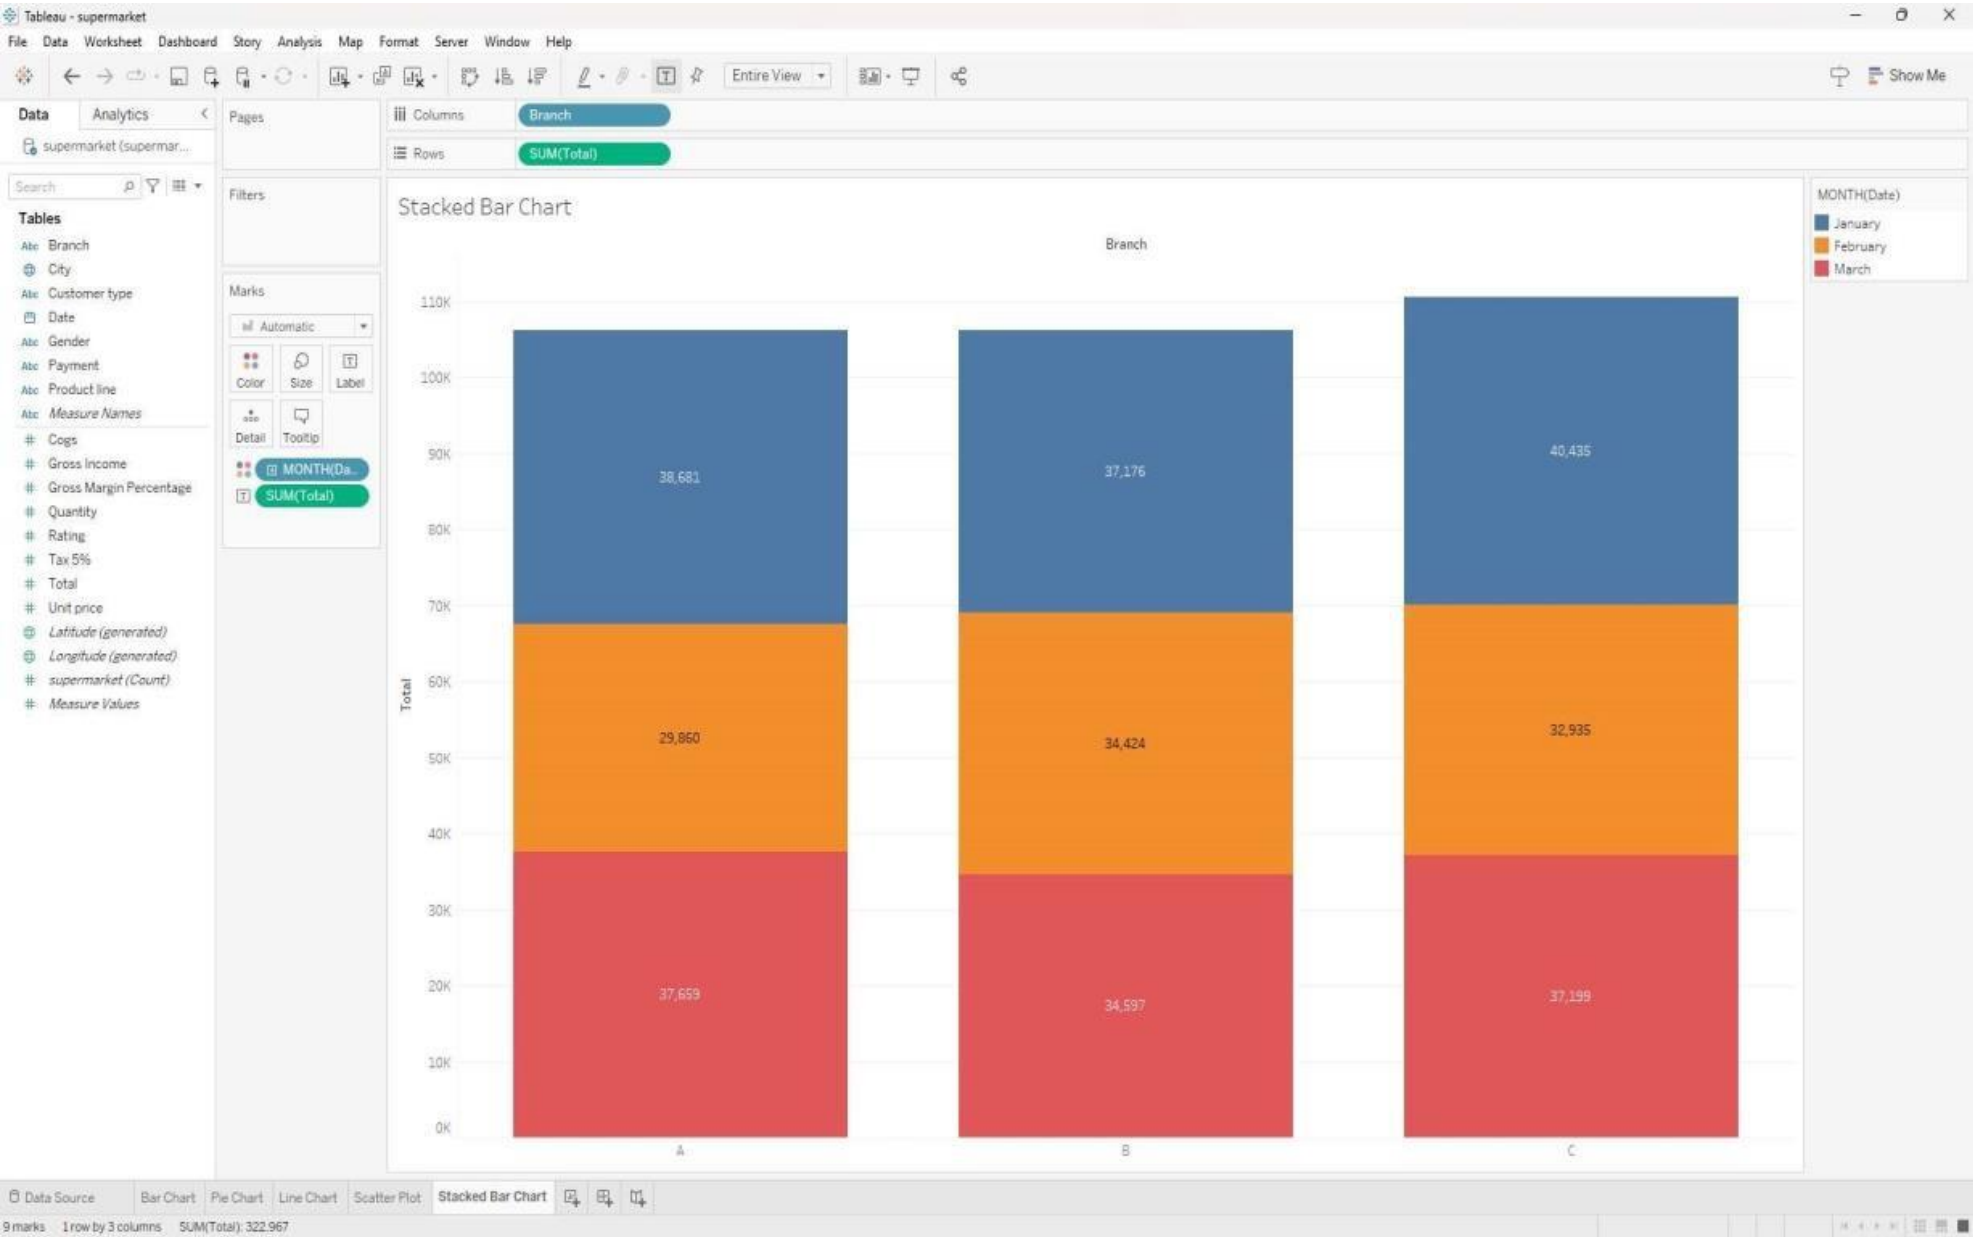 Tableau - supermarket
File Data Worksheet Dashboard Story Analysis Map Format Server Window Help
Entire View
Show Me
Data Analytics
supermarket (supermar...
Search
Tables
Abc Branch
City
Abc Customer type
Date
Abc Gender
Abc Payment
Abc Product line
Abc Measure Names
# Cogs
# Gross Income
# Gross Margin Percentage
# Quantity
# Rating
# Tax 5%
# Total
# Unit price
Latitude (generated)
Longitude (generated)
# supermarket (Count)
# Measure Values
Pages
Filters
Marks
Automatic
Color Size Label
Detail Tooltip
MONTH(Da..
SUM(Total)
Columns Branch
Rows SUM(Total)
Stacked Bar Chart
Branch
110K
100K
90K
80K
70K
60K
50K
40K
30K
20K
10K
0K
Total
38,681 37,176 40,435
29,860 34,424 32,935
37,659 34,597 37,199
A B C
MONTH(Date)
January
February
March
Data Source Bar Chart Pie Chart Line Chart Scatter Plot Stacked Bar Chart
9 marks 1 row by 3 columns SUM(Total): 322,967